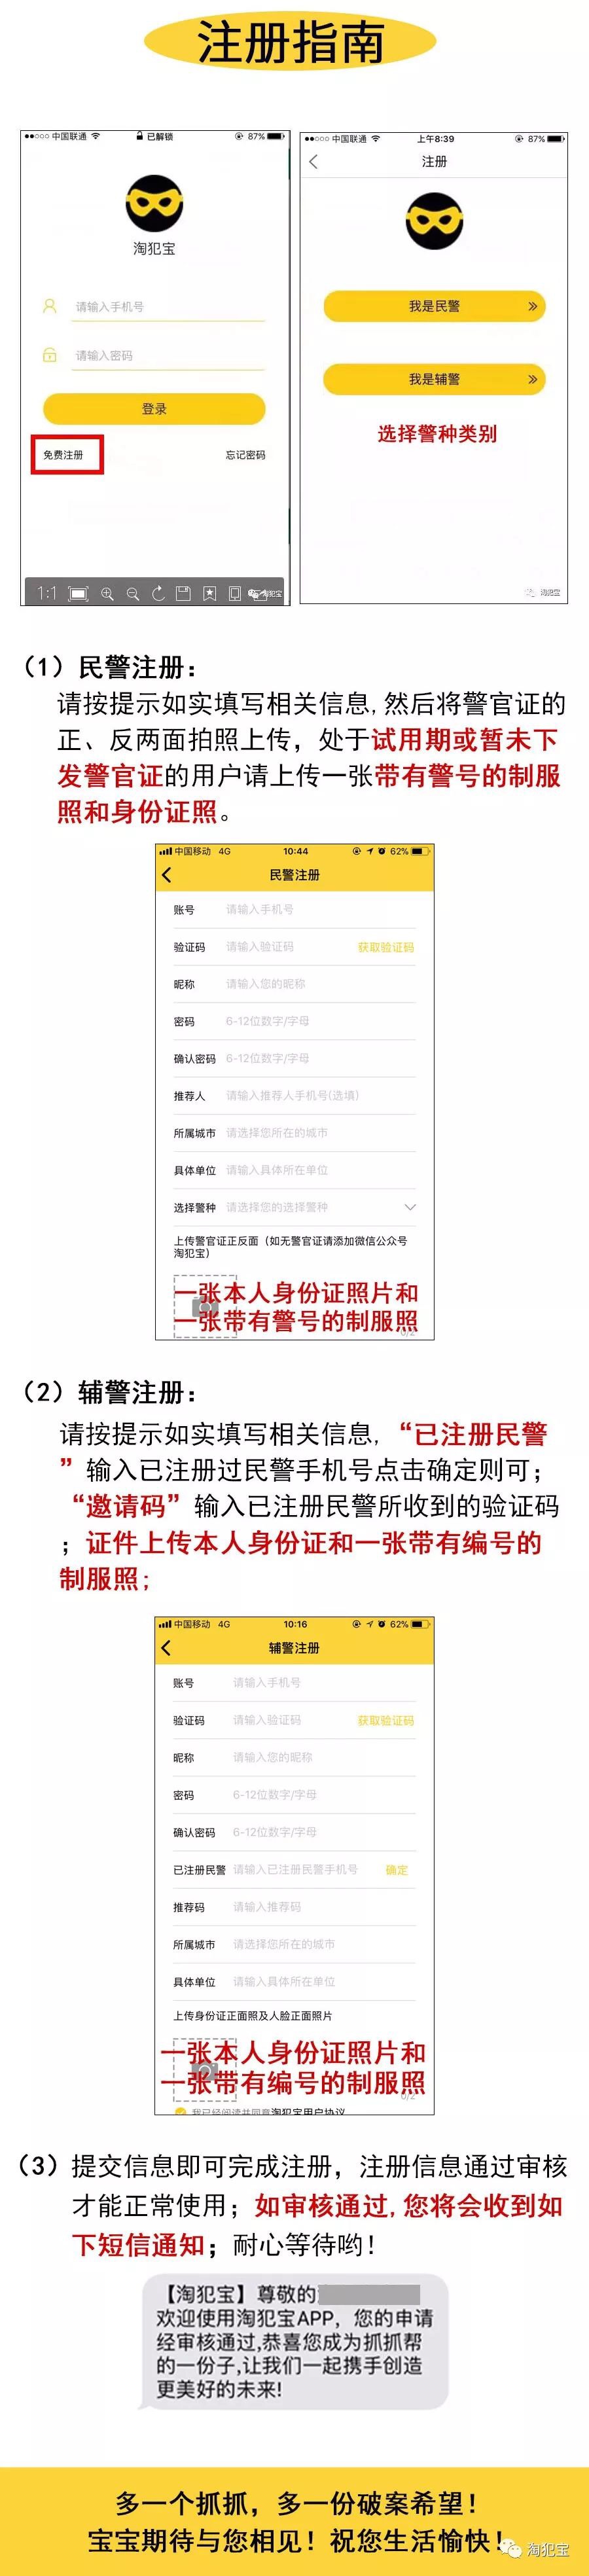 注册指南
中国联通
已解锁
87%
淘犯宝
请输入手机号
请输入密码
登录
免费注册
忘记密码
1:1
淘犯宝
中国联通
上午8:39
87%
注册
我是民警
我是辅警
选择警种类别
淘犯宝
（1）民警注册：
请按提示如实填写相关信息,然后将警官证的
正、反两面拍照上传，处于试用期或暂未下
发警官证的用户请上传一张带有警号的制服
照和身份证照。
中国移动 4G 10:44 62%
民警注册
账号 请输入手机号
验证码 请输入验证码 获取验证码
昵称 请输入您的昵称
密码 6-12位数字/字母
确认密码 6-12位数字/字母
推荐人 请输入推荐人手机号(选填)
所属城市 请选择您所在的城市
具体单位 请输入具体所在单位
选择警种 请选择您的选择警种
上传警官证正反面（如无警官证请添加微信公众号
淘犯宝）
一张本人身份证照片和
一张带有警号的制服照
0/2
（2）辅警注册：
请按提示如实填写相关信息,“已注册民警
”输入已注册过民警手机号点击确定则可；
“邀请码”输入已注册民警所收到的验证码
；证件上传本人身份证和一张带有编号的
制服照；
中国移动 4G 10:16 62%
辅警注册
账号 请输入手机号
验证码 请输入验证码 获取验证码
昵称 请输入您的昵称
密码 6-12位数字/字母
确认密码 6-12位数字/字母
已注册民警 请输入已注册民警手机号 确定
推荐码 请输入推荐码
所属城市 请选择您所在的城市
具体单位 请输入具体所在单位
上传身份证正面照及人脸正面照片
一张本人身份证照片和
一张带有编号的制服照
0/2
我已经阅读并同意淘犯宝用户协议
（3）提交信息即可完成注册，注册信息通过审核
才能正常使用；如审核通过,您将会收到如
下短信通知；耐心等待哟！
【淘犯宝】尊敬的:
欢迎使用淘犯宝APP，您的申请
经审核通过,恭喜您成为抓抓帮
的一份子,让我们一起携手创造
更美好的未来!
多一个抓抓，多一份破案希望！
宝宝期待与您相见！祝您生活愉快！
淘犯宝